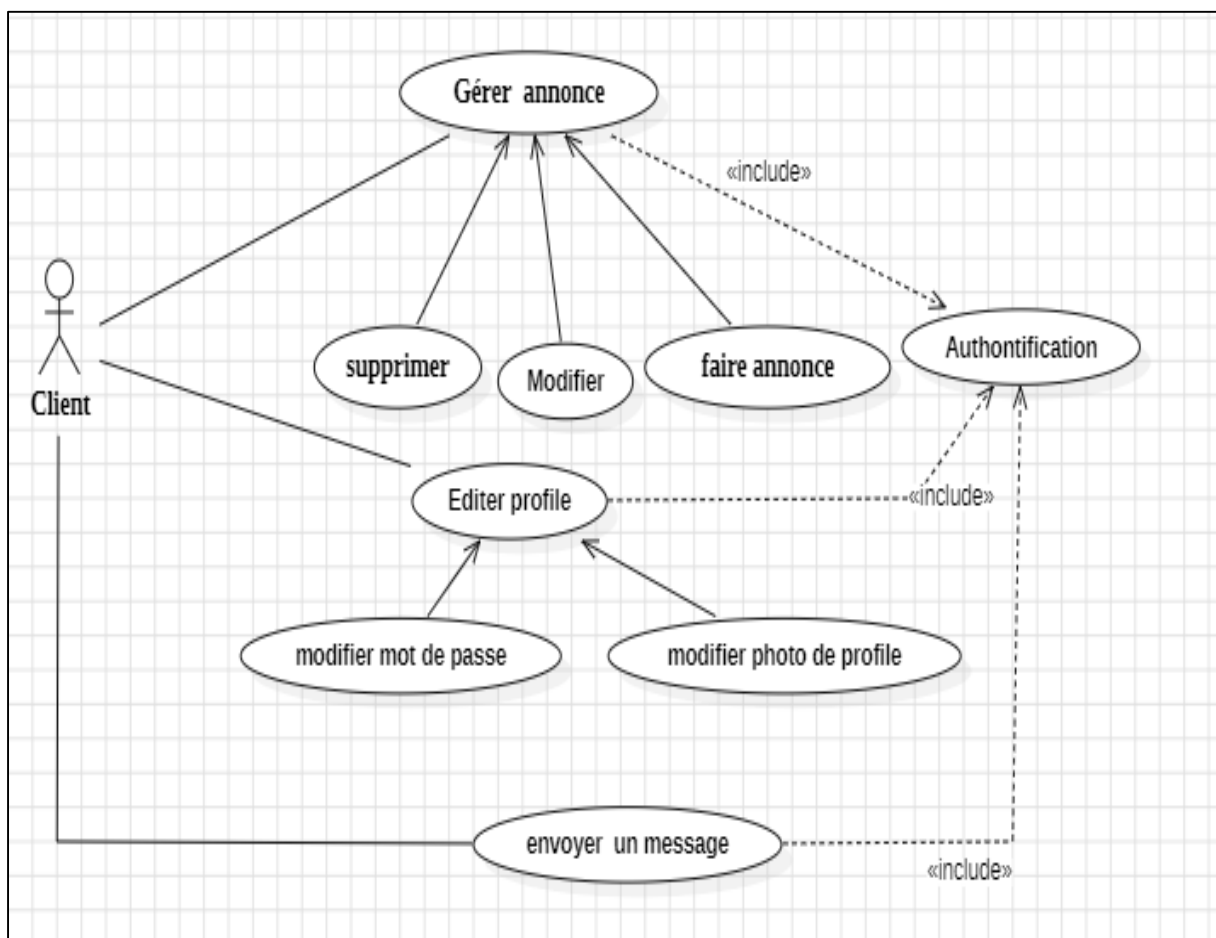 Gérer annonce
«include»
supprimer
Modifier
faire annonce
Authontification
Client
Editer profile
«include»
modifier mot de passe
modifier photo de profile
envoyer un message
«include»